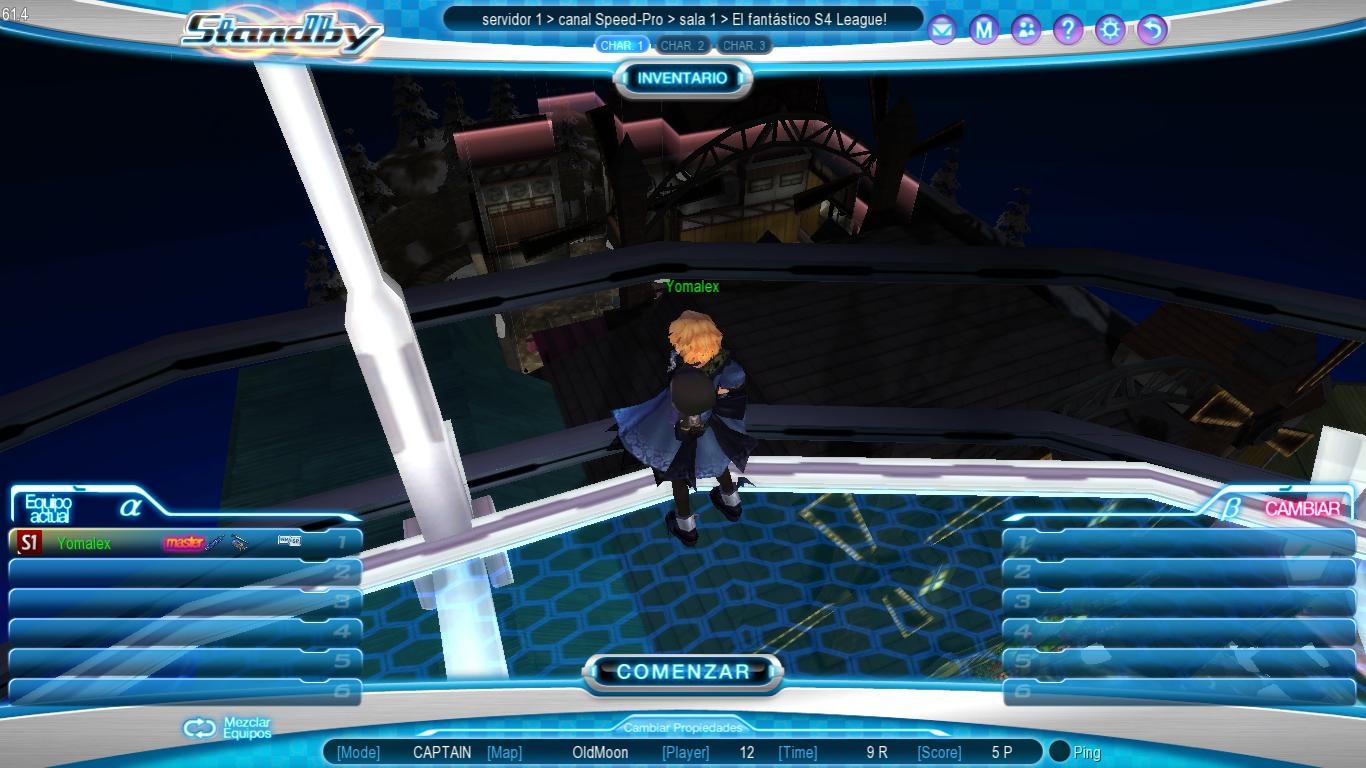 61.4
Standby
servidor 1 > canal Speed-Pro > sala 1 > El fantástico S4 League!
M
?
CHAR. 1 CHAR. 2 CHAR. 3
INVENTARIO
Yomalex
Equipo actual α
β CAMBIAR
S1 Yomalex master 1
2
3
4
5
6
1
2
3
4
5
6
COMENZAR
Mezclar Equipos
Cambiar Propiedades
[Mode] CAPTAIN [Map] OldMoon [Player] 12 [Time] 9 R [Score] 5 P Ping